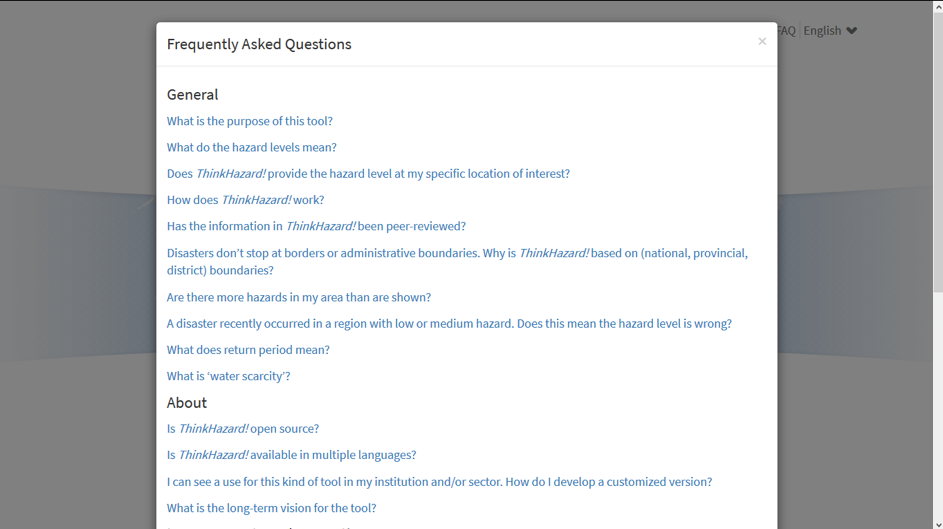 FAQ English
Frequently Asked Questions ×
General
What is the purpose of this tool?
What do the hazard levels mean?
Does ThinkHazard! provide the hazard level at my specific location of interest?
How does ThinkHazard! work?
Has the information in ThinkHazard! been peer-reviewed?
Disasters don’t stop at borders or administrative boundaries. Why is ThinkHazard! based on (national, provincial,
district) boundaries?
Are there more hazards in my area than are shown?
A disaster recently occurred in a region with low or medium hazard. Does this mean the hazard level is wrong?
What does return period mean?
What is ‘water scarcity’?
About
Is ThinkHazard! open source?
Is ThinkHazard! available in multiple languages?
I can see a use for this kind of tool in my institution and/or sector. How do I develop a customized version?
What is the long-term vision for the tool?